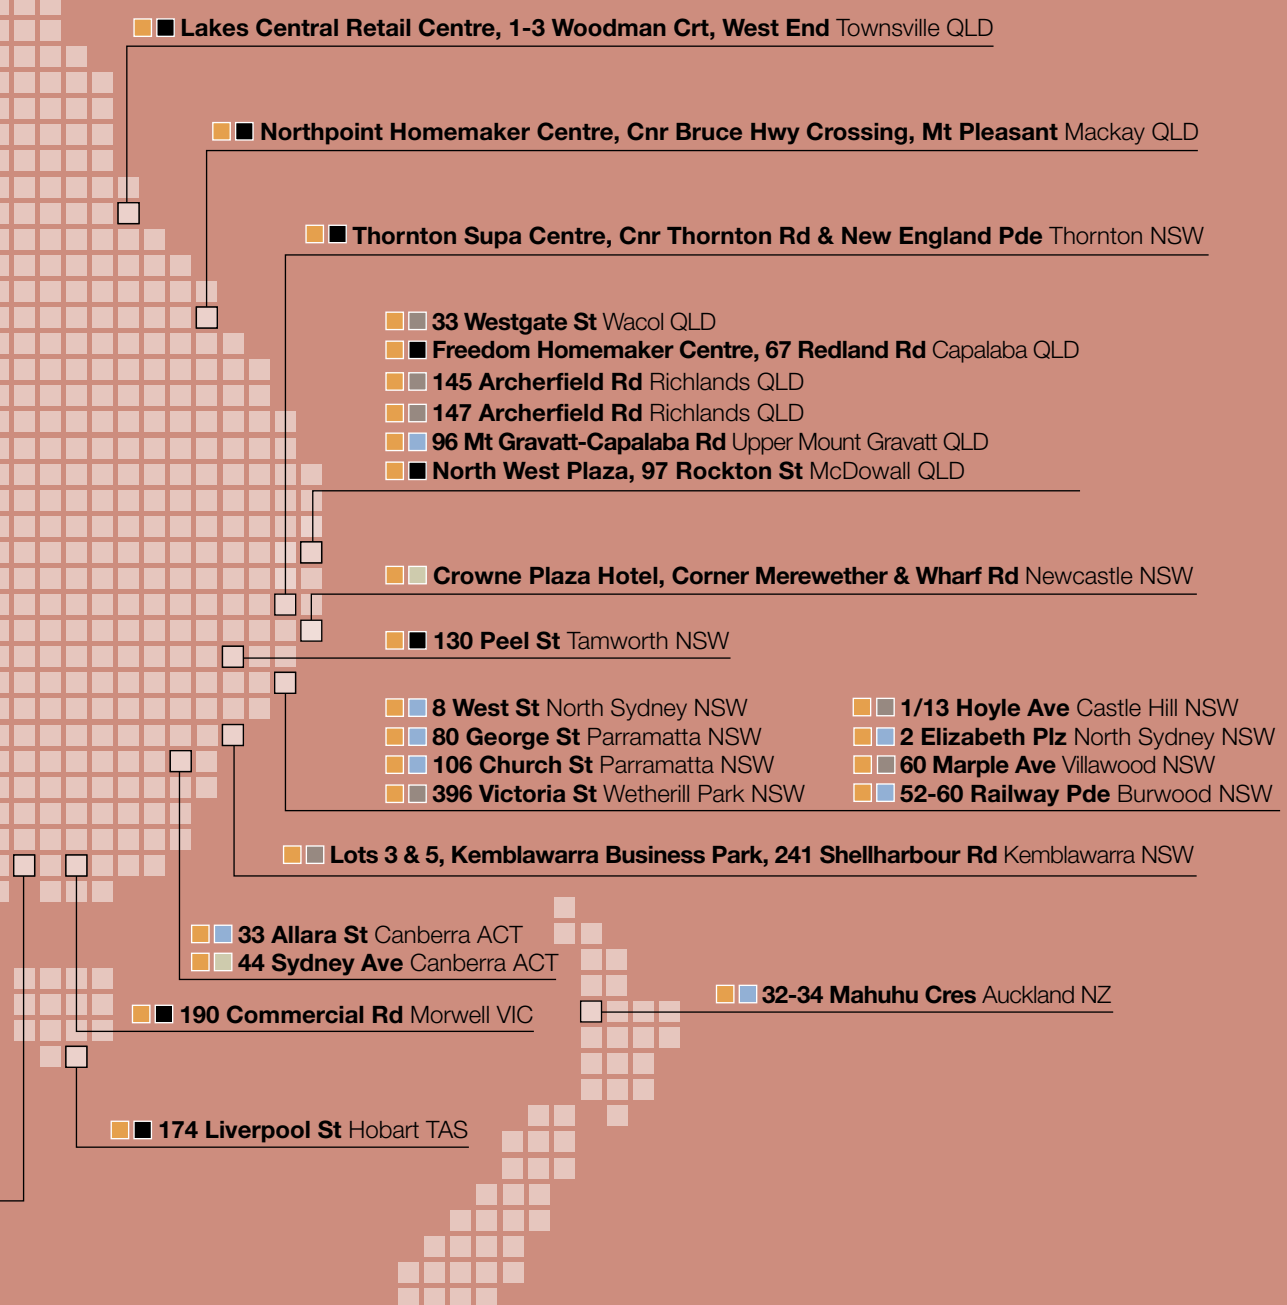 Lakes Central Retail Centre, 1-3 Woodman Crt, West End Townsville QLD
Northpoint Homemaker Centre, Cnr Bruce Hwy Crossing, Mt Pleasant Mackay QLD
Thornton Supa Centre, Cnr Thornton Rd & New England Pde Thornton NSW
33 Westgate St Wacol QLD
Freedom Homemaker Centre, 67 Redland Rd Capalaba QLD
145 Archerfield Rd Richlands QLD
147 Archerfield Rd Richlands QLD
96 Mt Gravatt-Capalaba Rd Upper Mount Gravatt QLD
North West Plaza, 97 Rockton St McDowall QLD
Crowne Plaza Hotel, Corner Merewether & Wharf Rd Newcastle NSW
130 Peel St Tamworth NSW
8 West St North Sydney NSW
80 George St Parramatta NSW
106 Church St Parramatta NSW
396 Victoria St Wetherill Park NSW
1/13 Hoyle Ave Castle Hill NSW
2 Elizabeth Plz North Sydney NSW
60 Marple Ave Villawood NSW
52-60 Railway Pde Burwood NSW
Lots 3 & 5, Kemblawarra Business Park, 241 Shellharbour Rd Kemblawarra NSW
33 Allara St Canberra ACT
44 Sydney Ave Canberra ACT
32-34 Mahuhu Cres Auckland NZ
190 Commercial Rd Morwell VIC
174 Liverpool St Hobart TAS